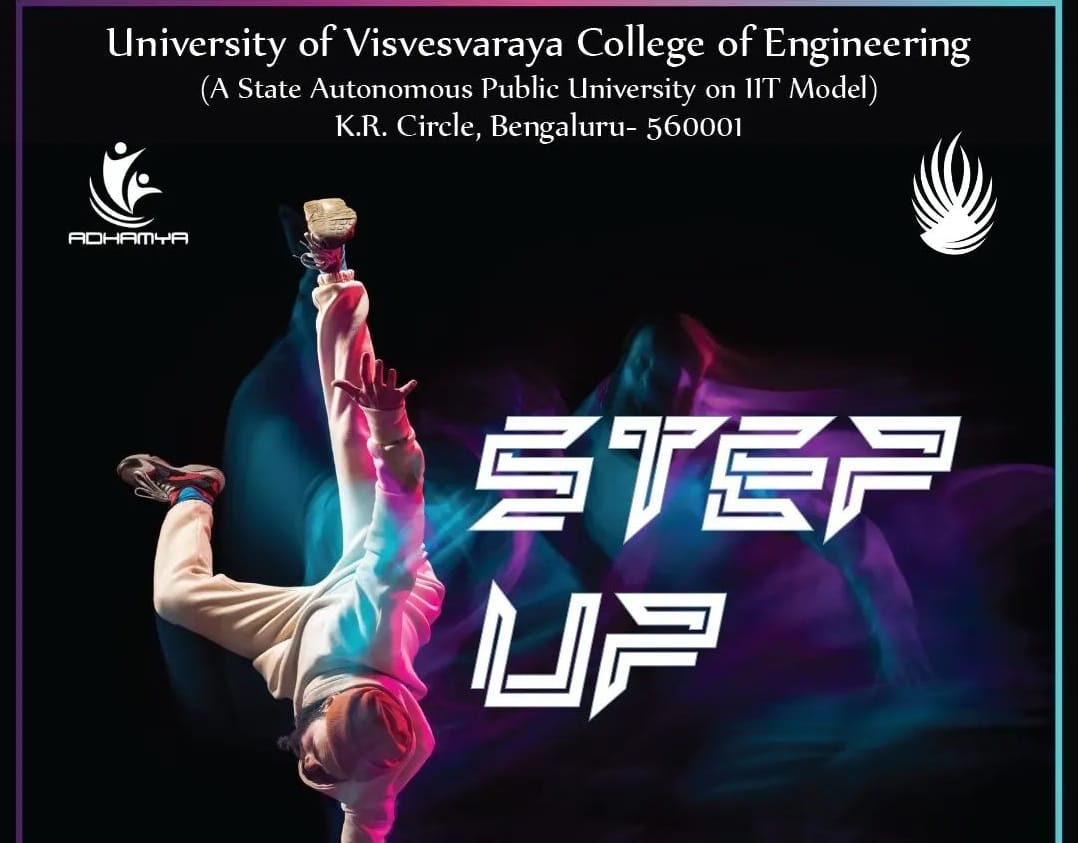 University of Visvesvaraya College of Engineering
(A State Autonomous Public University on IIT Model)
K.R. Circle, Bengaluru- 560001
ADHAMYA
STEP
UP